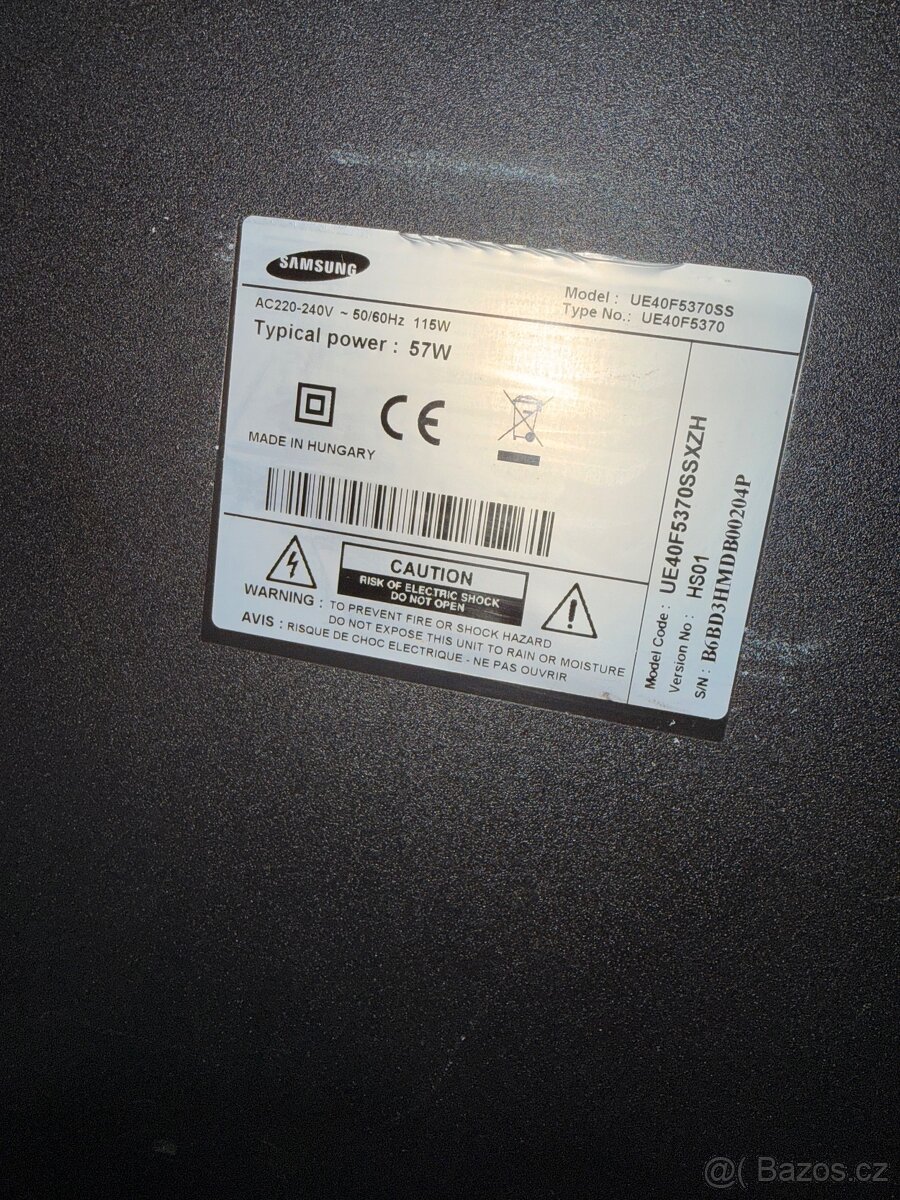 SAMSUNG
Model : UE40F5370SS
Type No.: UE40F5370
AC220-240V ~ 50/60Hz 115W
Typical power : 57W
CE
MADE IN HUNGARY
CAUTION
RISK OF ELECTRIC SHOCK
DO NOT OPEN
WARNING : TO PREVENT FIRE OR SHOCK HAZARD
DO NOT EXPOSE THIS UNIT TO RAIN OR MOISTURE
AVIS : RISQUE DE CHOC ELECTRIQUE - NE PAS OUVRIR
Model Code : UE40F5370SSXZH
Version No : HS01
S/N : B6BD3HMDB00204P
@( Bazos.cz